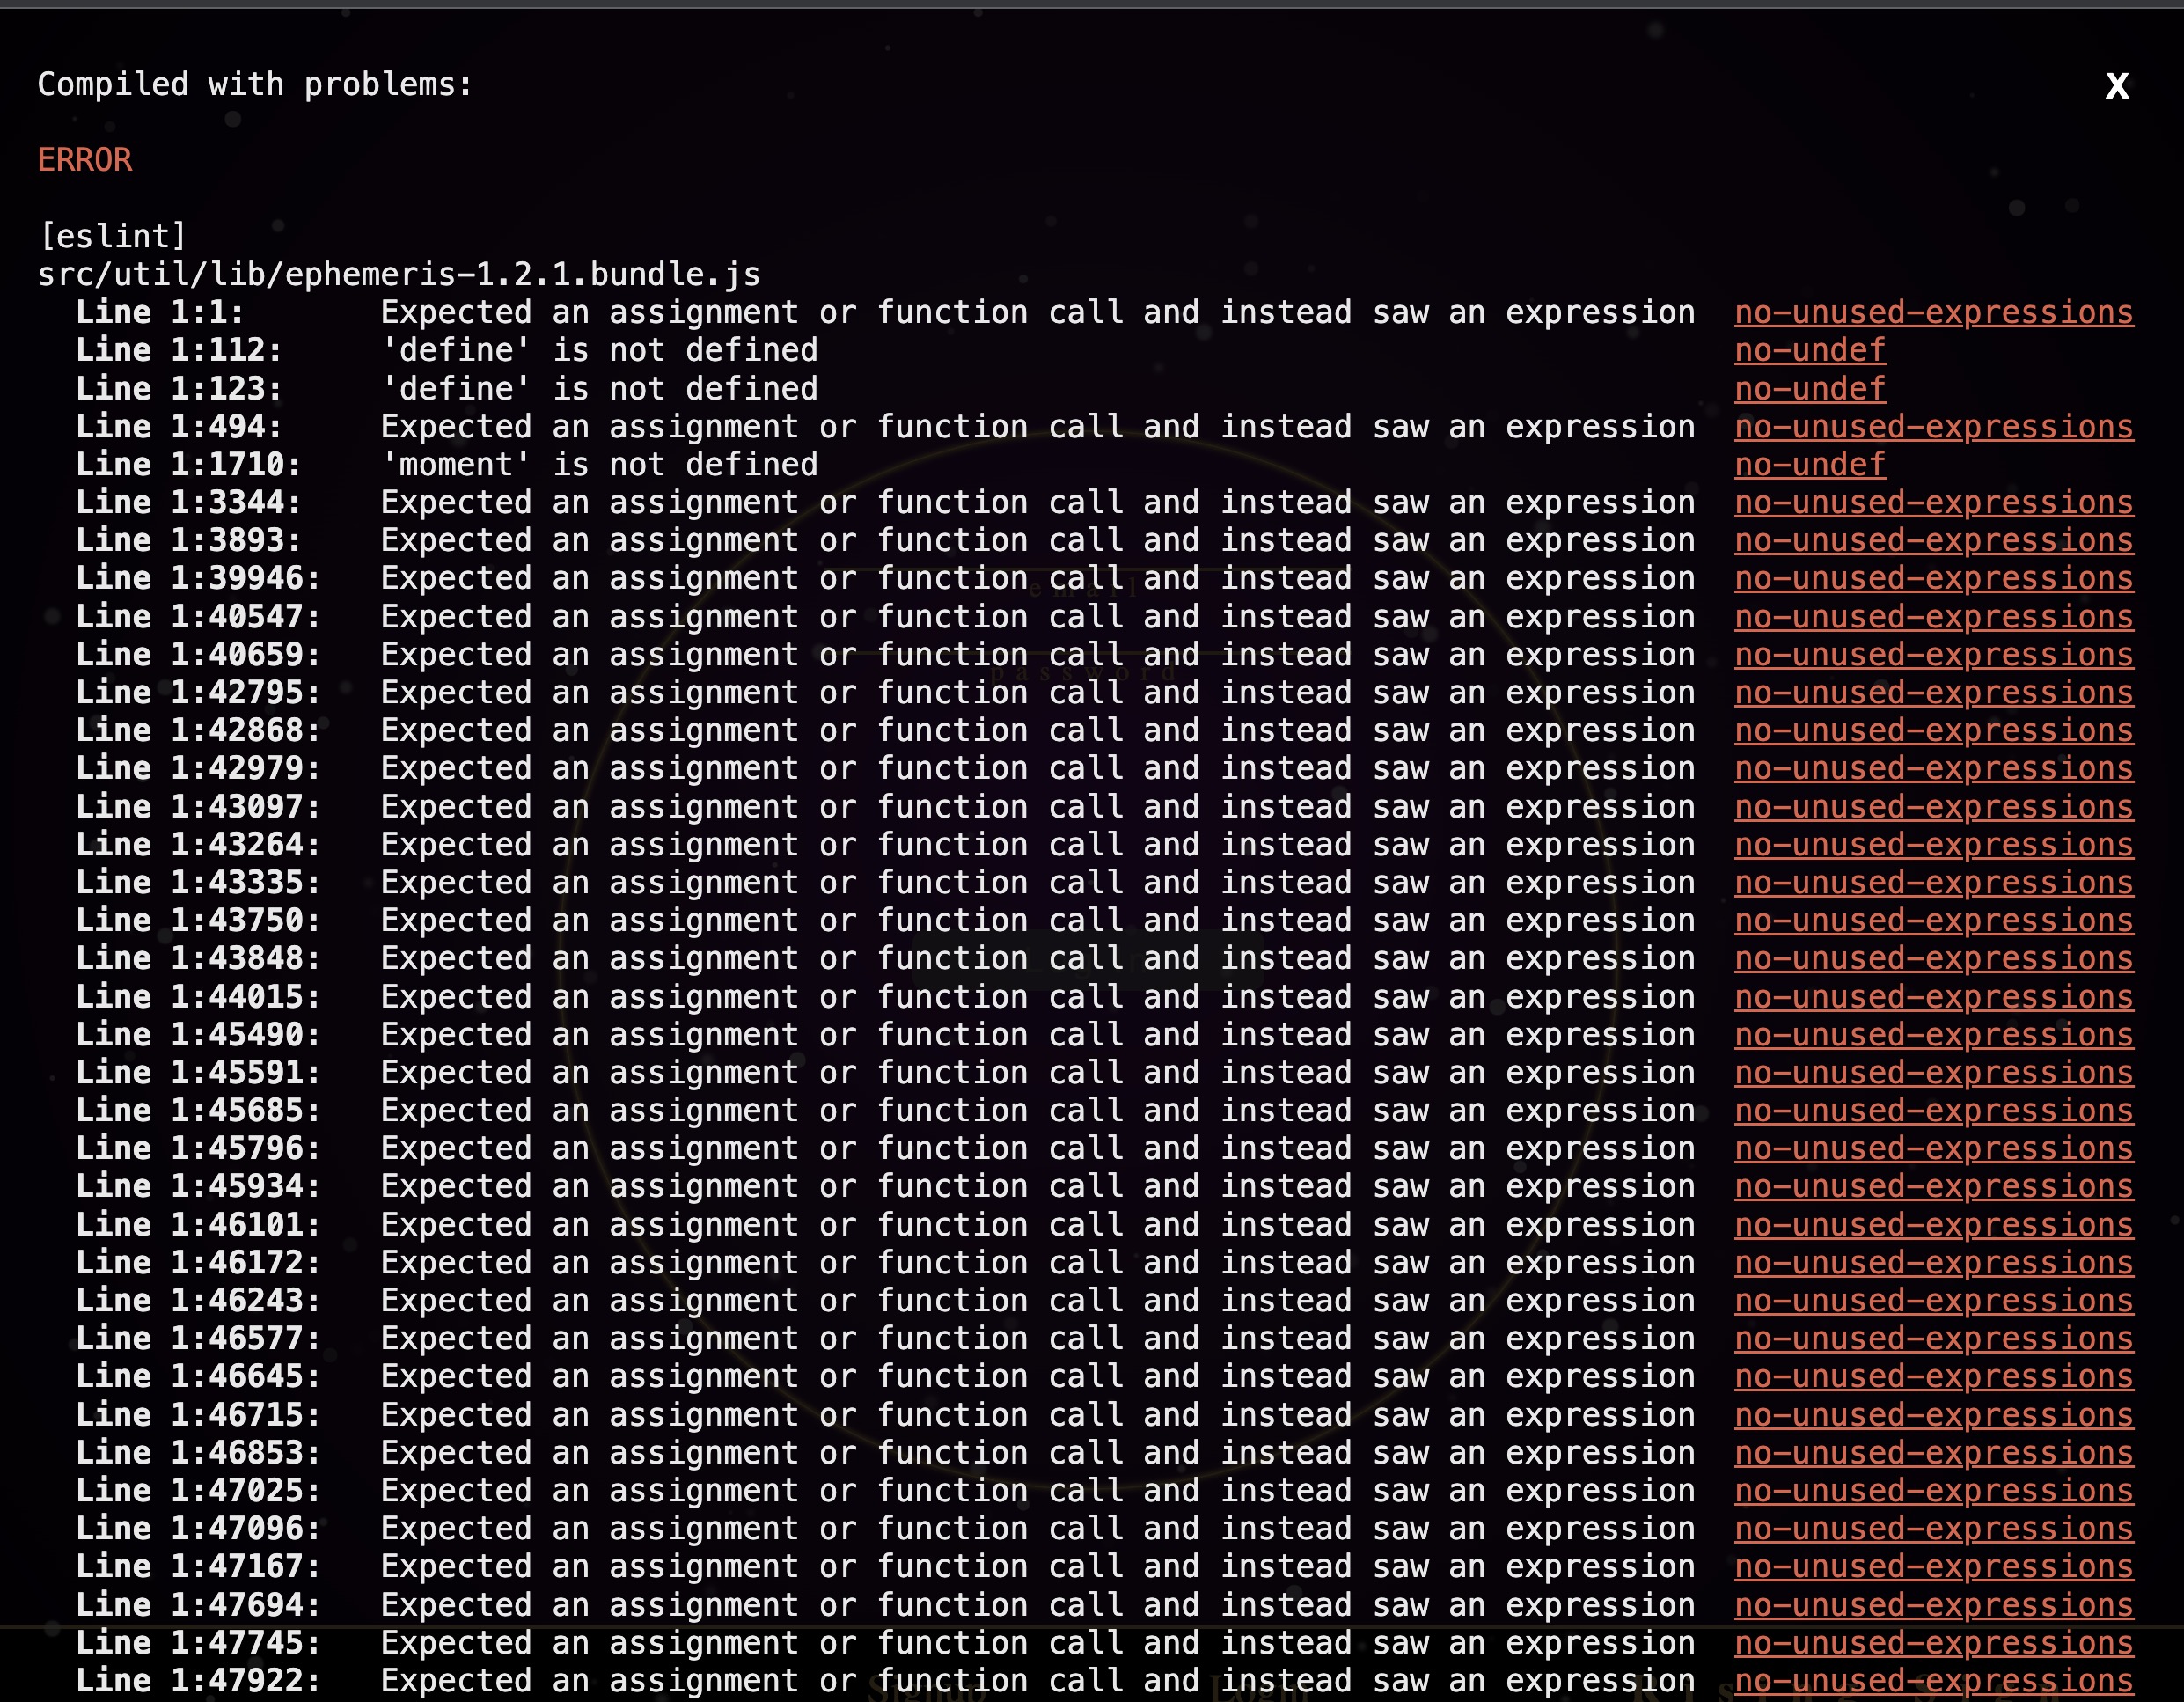 Compiled with problems:
X
ERROR
[eslint]
src/util/lib/ephemeris-1.2.1.bundle.js
Line 1:1: Expected an assignment or function call and instead saw an expression no-unused-expressions
Line 1:112: 'define' is not defined no-undef
Line 1:123: 'define' is not defined no-undef
Line 1:494: Expected an assignment or function call and instead saw an expression no-unused-expressions
Line 1:1710: 'moment' is not defined no-undef
Line 1:3344: Expected an assignment or function call and instead saw an expression no-unused-expressions
Line 1:3893: Expected an assignment or function call and instead saw an expression no-unused-expressions
Line 1:39946: Expected an assignment or function call and instead saw an expression no-unused-expressions
email
Line 1:40547: Expected an assignment or function call and instead saw an expression no-unused-expressions
Line 1:40659: Expected an assignment or function call and instead saw an expression no-unused-expressions
password
Line 1:42795: Expected an assignment or function call and instead saw an expression no-unused-expressions
Line 1:42868: Expected an assignment or function call and instead saw an expression no-unused-expressions
Line 1:42979: Expected an assignment or function call and instead saw an expression no-unused-expressions
Line 1:43097: Expected an assignment or function call and instead saw an expression no-unused-expressions
Line 1:43264: Expected an assignment or function call and instead saw an expression no-unused-expressions
Line 1:43335: Expected an assignment or function call and instead saw an expression no-unused-expressions
Line 1:43750: Expected an assignment or function call and instead saw an expression no-unused-expressions
Line 1:43848: Expected an assignment or function call and instead saw an expression no-unused-expressions
Line 1:44015: Expected an assignment or function call and instead saw an expression no-unused-expressions
Line 1:45490: Expected an assignment or function call and instead saw an expression no-unused-expressions
Line 1:45591: Expected an assignment or function call and instead saw an expression no-unused-expressions
Line 1:45685: Expected an assignment or function call and instead saw an expression no-unused-expressions
Line 1:45796: Expected an assignment or function call and instead saw an expression no-unused-expressions
Line 1:45934: Expected an assignment or function call and instead saw an expression no-unused-expressions
Line 1:46101: Expected an assignment or function call and instead saw an expression no-unused-expressions
Line 1:46172: Expected an assignment or function call and instead saw an expression no-unused-expressions
Line 1:46243: Expected an assignment or function call and instead saw an expression no-unused-expressions
Line 1:46577: Expected an assignment or function call and instead saw an expression no-unused-expressions
Line 1:46645: Expected an assignment or function call and instead saw an expression no-unused-expressions
Line 1:46715: Expected an assignment or function call and instead saw an expression no-unused-expressions
Line 1:46853: Expected an assignment or function call and instead saw an expression no-unused-expressions
Line 1:47025: Expected an assignment or function call and instead saw an expression no-unused-expressions
Line 1:47096: Expected an assignment or function call and instead saw an expression no-unused-expressions
Line 1:47167: Expected an assignment or function call and instead saw an expression no-unused-expressions
Line 1:47694: Expected an assignment or function call and instead saw an expression no-unused-expressions
Line 1:47745: Expected an assignment or function call and instead saw an expression no-unused-expressions
Line 1:47922: Expected an assignment or function call and instead saw an expression no-unused-expressions
Signup Login